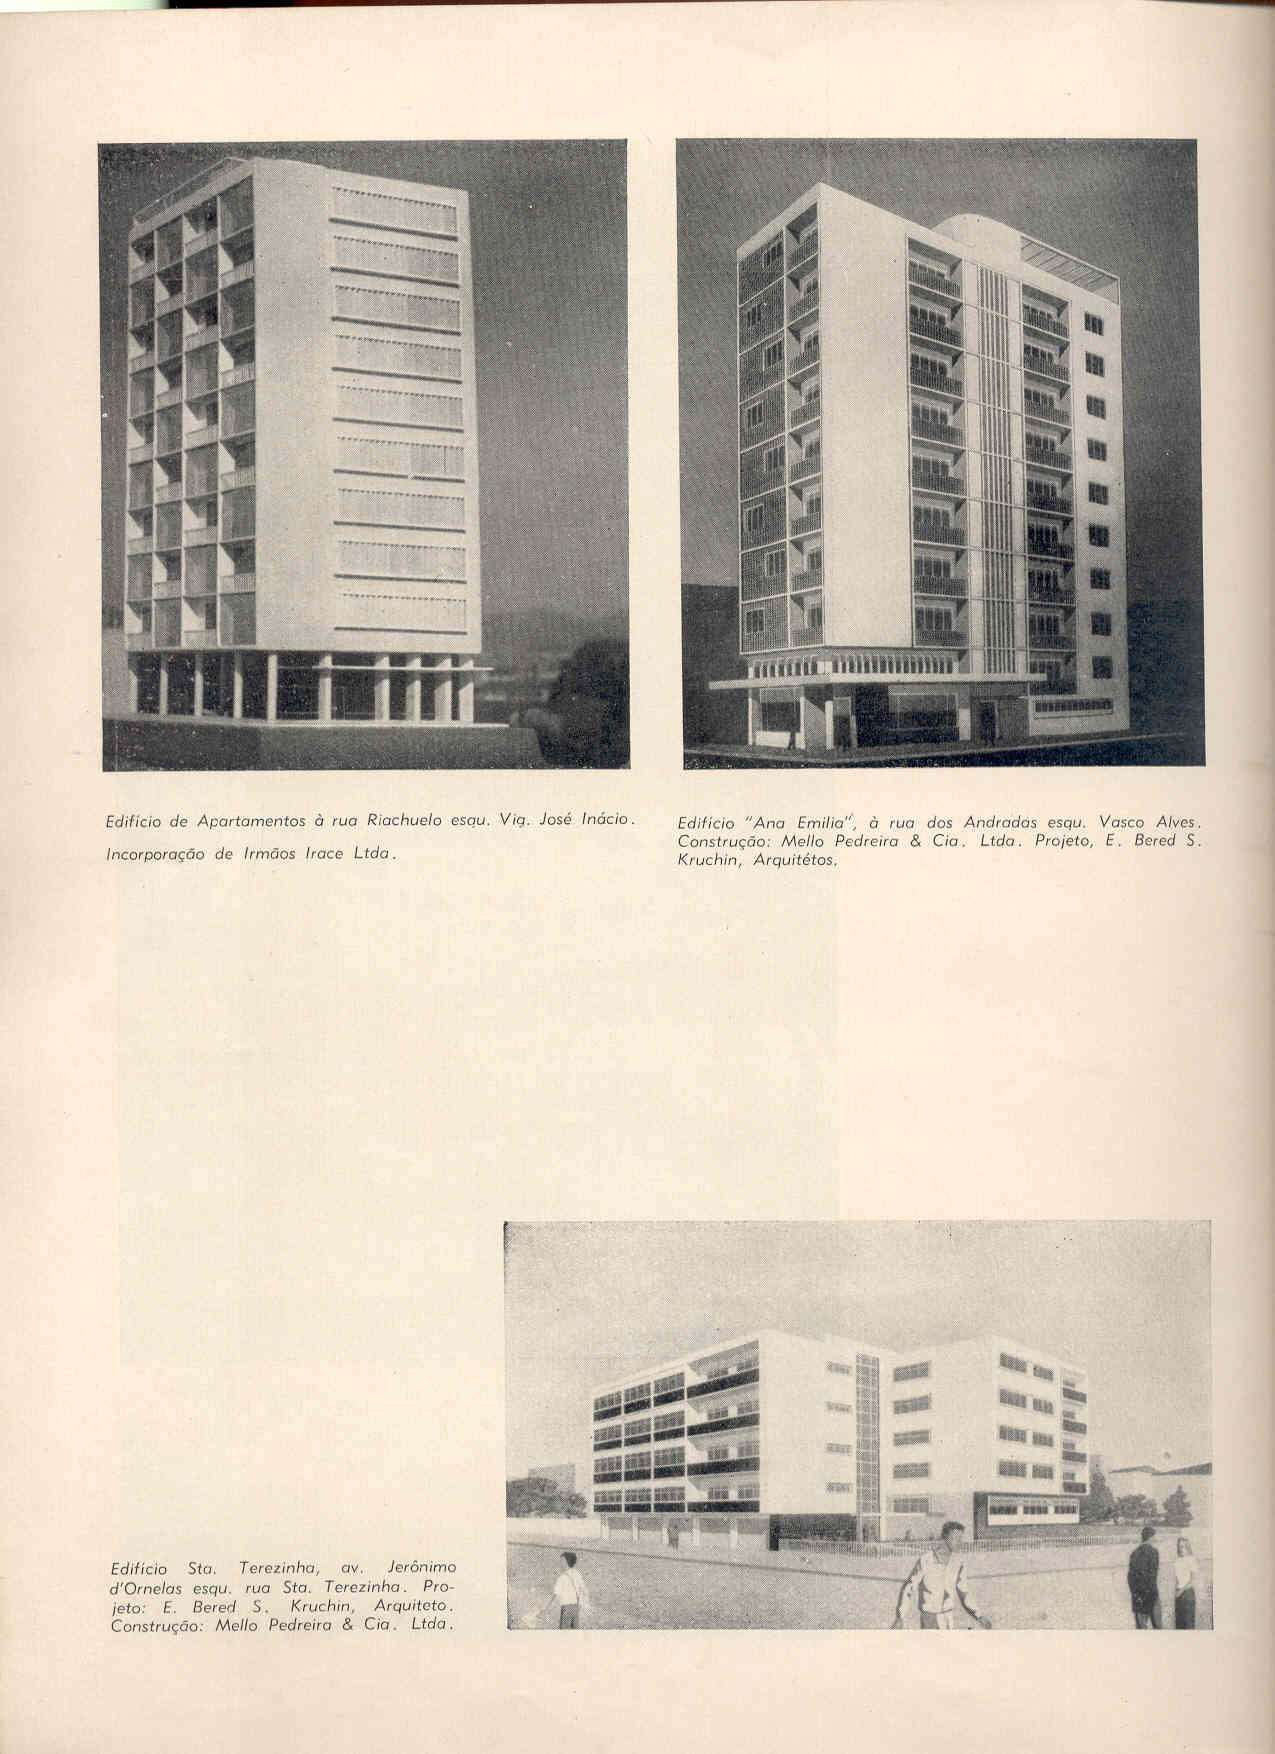 Edifício de Apartamentos à rua Riachuelo esqu. Vig. José Inácio.
Incorporação de Irmãos Irace Ltda.
Edifício "Ana Emilia", à rua dos Andradas esqu. Vasco Alves.
Construção: Mello Pedreira & Cia. Ltda. Projeto, E. Bered S.
Kruchin, Arquitétos.
Edifício Sta. Terezinha, av. Jerônimo
d'Ornelas esqu. rua Sta. Terezinha. Pro-
jeto: E. Bered S. Kruchin, Arquiteto.
Construção: Mello Pedreira & Cia. Ltda.